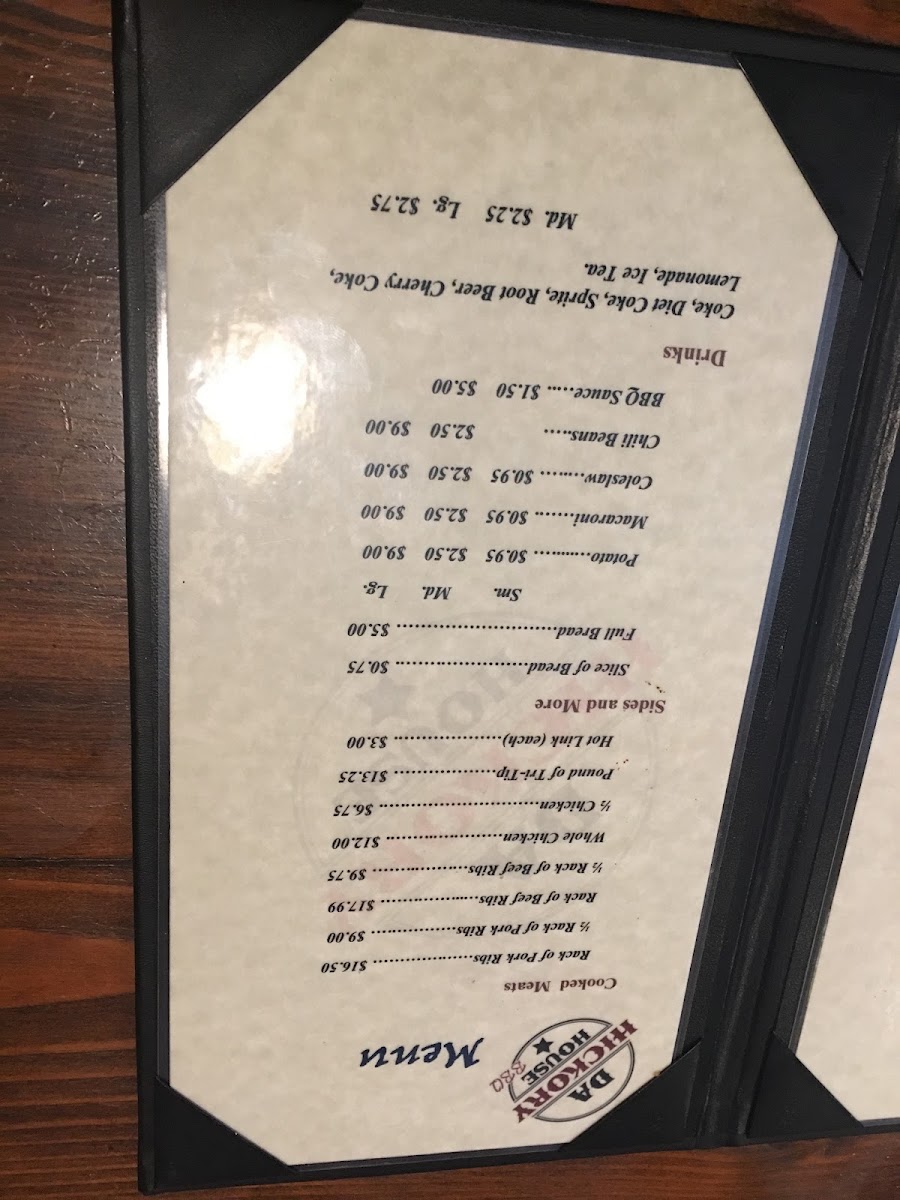 DA
HICKORY
HOUSE
BBQ
Menu
Cooked Meats
Rack of Pork Ribs.................... $16.50
½ Rack of Pork Ribs.................. $9.00
Rack of Beef Ribs..................... $17.99
½ Rack of Beef Ribs.................. $9.75
Whole Chicken........................ $12.00
½ Chicken................................ $6.75
Pound of Tri-Tip..................... $13.25
Hot Link (each)...................... $3.00
Sides and More
Slice of Bread.......................... $0.75
Full Bread............................... $5.00
Sm. Md. Lg.
Potato............ $0.95 $2.50 $9.00
Macaroni........ $0.95 $2.50 $9.00
Coleslaw......... $0.95 $2.50 $9.00
Chili Beans...... $2.50 $9.00
BBQ Sauce...... $1.50 $5.00
Drinks
Coke, Diet Coke, Sprite, Root Beer, Cherry Coke,
Lemonade, Ice Tea.
Md. $2.25 Lg. $2.75